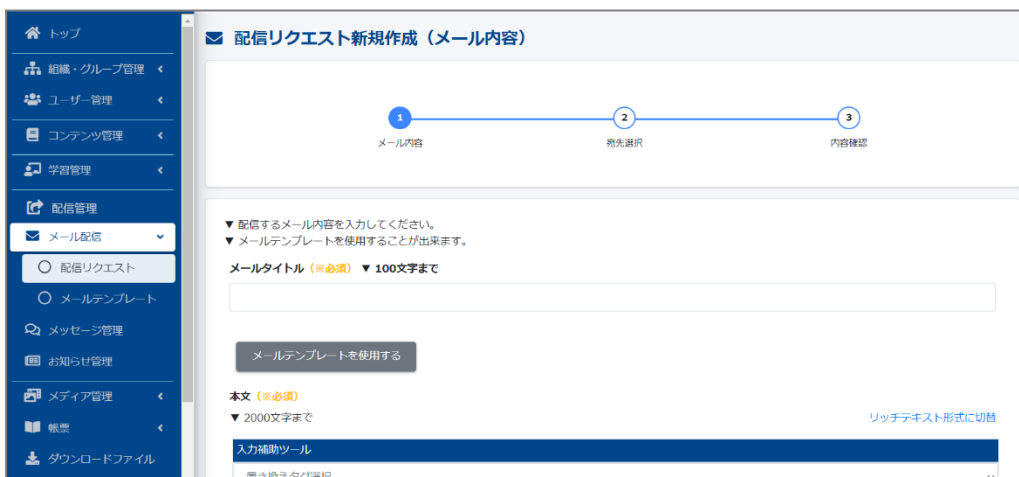 トップ
組織・グループ管理
ユーザー管理
コンテンツ管理
学習管理
配信管理
メール配信
配信リクエスト
メールテンプレート
メッセージ管理
お知らせ管理
メディア管理
帳票
ダウンロードファイル
配信リクエスト新規作成（メール内容）
1
2
3
メール内容
宛先選択
内容確認
▼ 配信するメール内容を入力してください。
▼ メールテンプレートを使用することが出来ます。
メールタイトル（※必須） ▼ 100文字まで
メールテンプレートを使用する
本文（※必須）
▼ 2000文字まで
リッチテキスト形式に切替
入力補助ツール
置き換えタグ選択